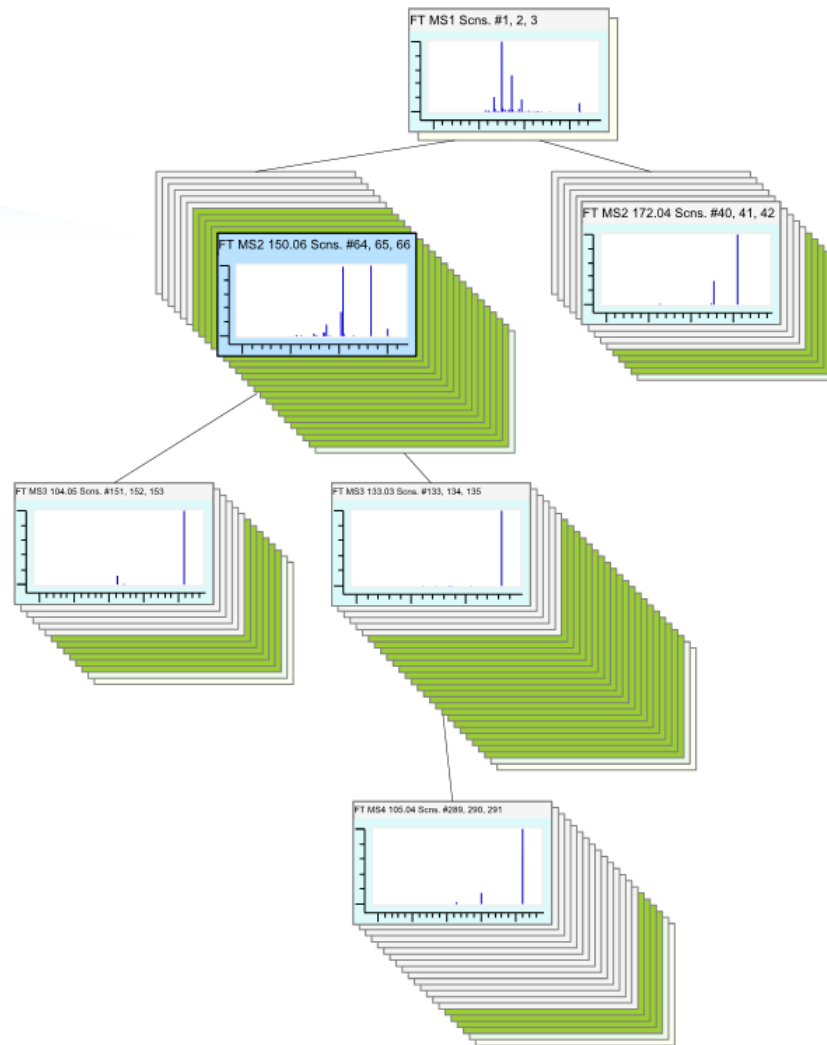 FT MS1 Scns. #1, 2, 3
FT MS2 150.06 Scns. #64, 65, 66
FT MS2 172.04 Scns. #40, 41, 42
FT MS3 104.05 Scns. #151, 152, 153
FT MS3 133.03 Scns. #133, 134, 135
FT MS4 105.04 Scns. #289, 290, 291